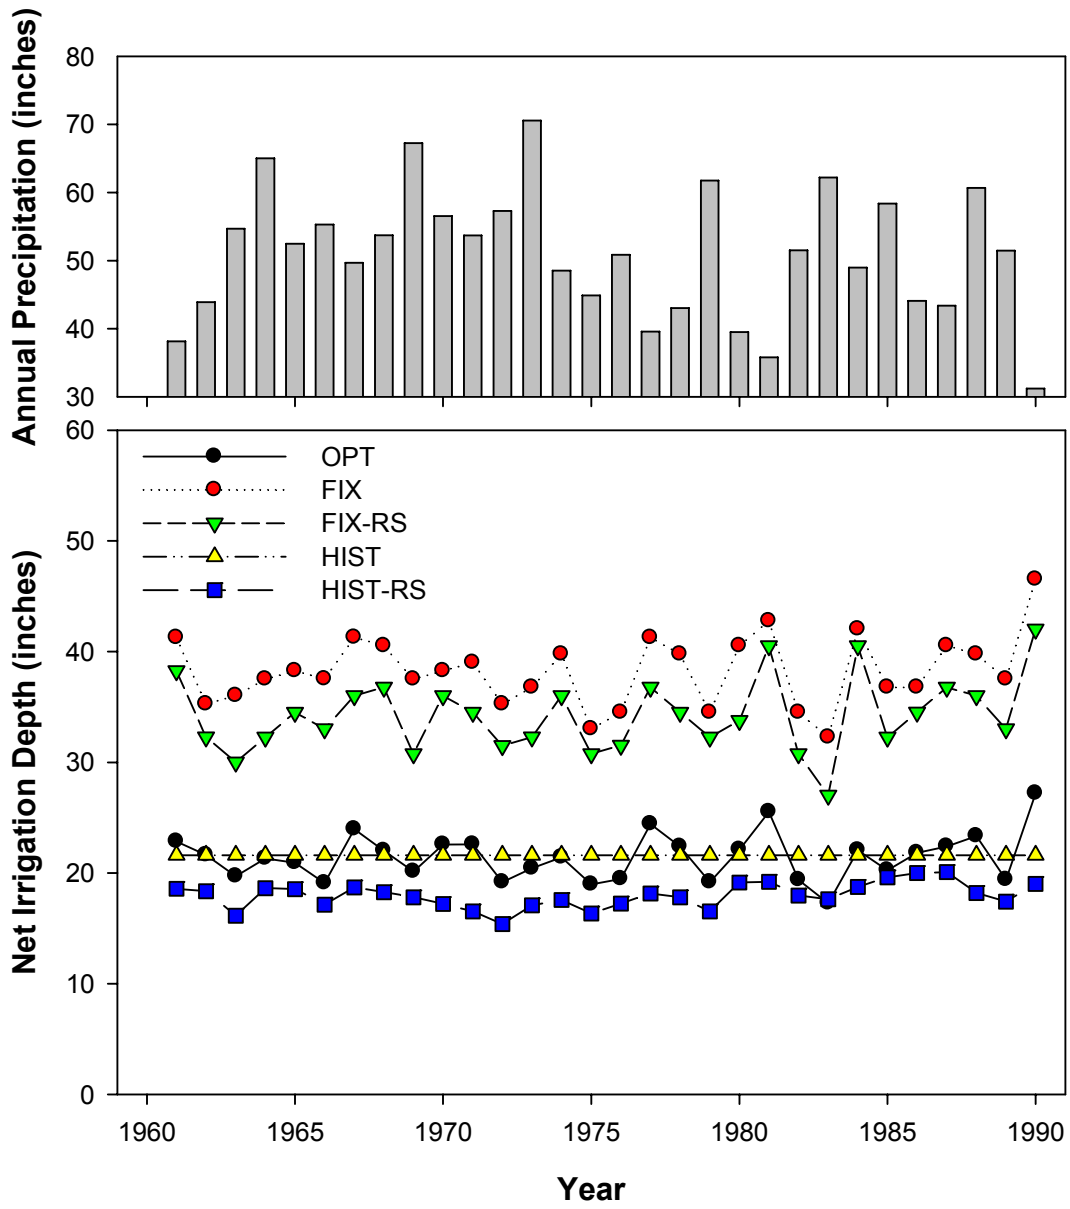 Annual Precipitation (inches)
80
70
60
50
40
30
Net Irrigation Depth (inches)
60
50
40
30
20
10
0
OPT
FIX
FIX-RS
HIST
HIST-RS
1960 1965 1970 1975 1980 1985 1990
Year